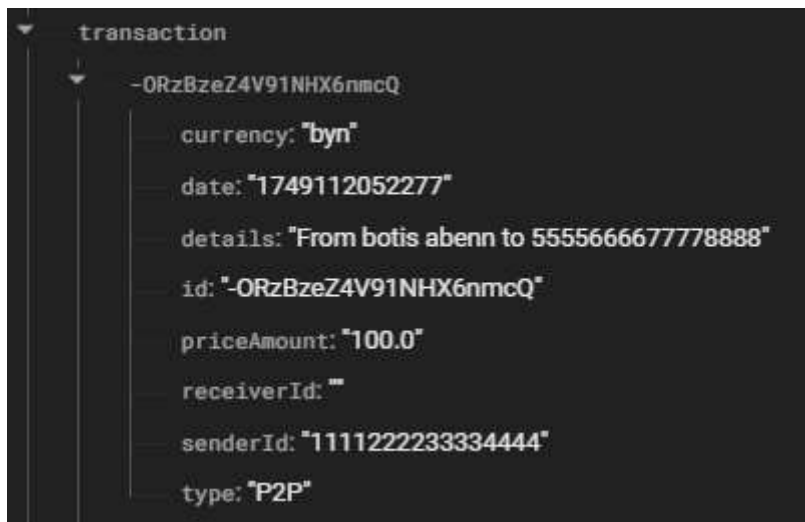 transaction
-ORzBzeZ4V91NHX6nmcQ
currency: "byn"
date: "1749112052277"
details: "From botis abenn to 5555666677778888"
id: "-ORzBzeZ4V91NHX6nmcQ"
priceAmount: "100.0"
receiverId: ""
senderId: "1111222233334444"
type: "P2P"